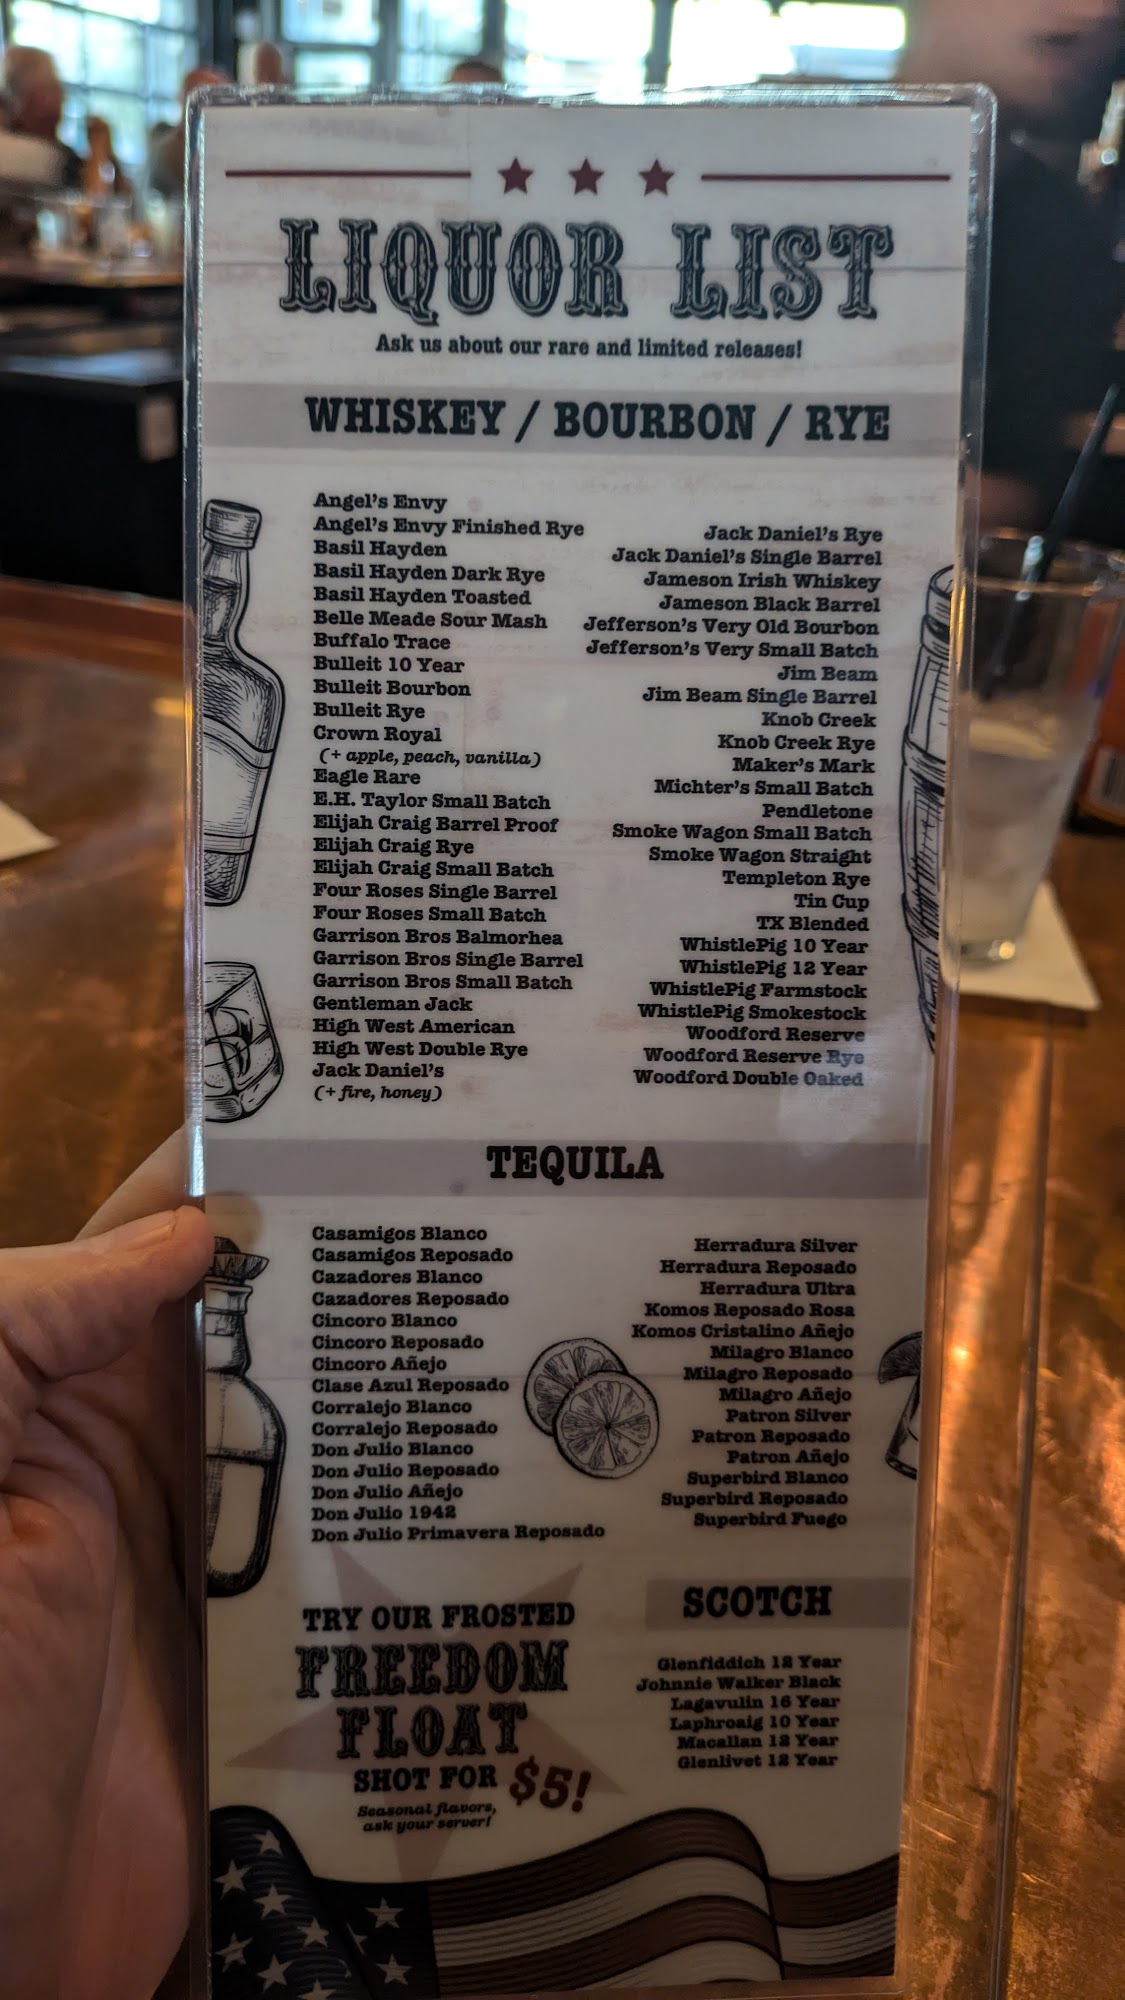 LIQUOR LIST
Ask us about our rare and limited releases!
WHISKEY / BOURBON / RYE
Angel's Envy
Angel's Envy Finished Rye
Basil Hayden
Basil Hayden Dark Rye
Basil Hayden Toasted
Belle Meade Sour Mash
Buffalo Trace
Bulleit 10 Year
Bulleit Bourbon
Bulleit Rye
Crown Royal
(+ apple, peach, vanilla)
Eagle Rare
E.H. Taylor Small Batch
Elijah Craig Barrel Proof
Elijah Craig Rye
Elijah Craig Small Batch
Four Roses Single Barrel
Four Roses Small Batch
Garrison Bros Balmorhea
Garrison Bros Single Barrel
Garrison Bros Small Batch
Gentleman Jack
High West American
High West Double Rye
Jack Daniel's
(+ fire, honey)
Jack Daniel's Rye
Jack Daniel's Single Barrel
Jameson Irish Whiskey
Jameson Black Barrel
Jefferson's Very Old Bourbon
Jefferson's Very Small Batch
Jim Beam
Jim Beam Single Barrel
Knob Creek
Knob Creek Rye
Maker's Mark
Michter's Small Batch
Pendletone
Smoke Wagon Small Batch
Smoke Wagon Straight
Templeton Rye
Tin Cup
TX Blended
WhistlePig 10 Year
WhistlePig 12 Year
WhistlePig Farmstock
WhistlePig Smokestock
Woodford Reserve
Woodford Reserve Rye
Woodford Double Oaked
TEQUILA
Casamigos Blanco
Casamigos Reposado
Cazadores Blanco
Cazadores Reposado
Cincoro Blanco
Cincoro Reposado
Cincoro Añejo
Clase Azul Reposado
Corralejo Blanco
Corralejo Reposado
Don Julio Blanco
Don Julio Reposado
Don Julio Añejo
Don Julio 1942
Don Julio Primavera Reposado
Herradura Silver
Herradura Reposado
Herradura Ultra
Komos Reposado Rosa
Komos Cristalino Añejo
Milagro Blanco
Milagro Reposado
Milagro Añejo
Patron Silver
Patron Reposado
Patron Añejo
Superbird Blanco
Superbird Reposado
Superbird Fuego
TRY OUR FROSTED
FREEDOM
FLOAT
SHOT FOR $5!
Seasonal flavors,
ask your server!
SCOTCH
Glenfiddich 12 Year
Johnnie Walker Black
Lagavulin 16 Year
Laphroaig 10 Year
Macallan 12 Year
Glenlivet 12 Year